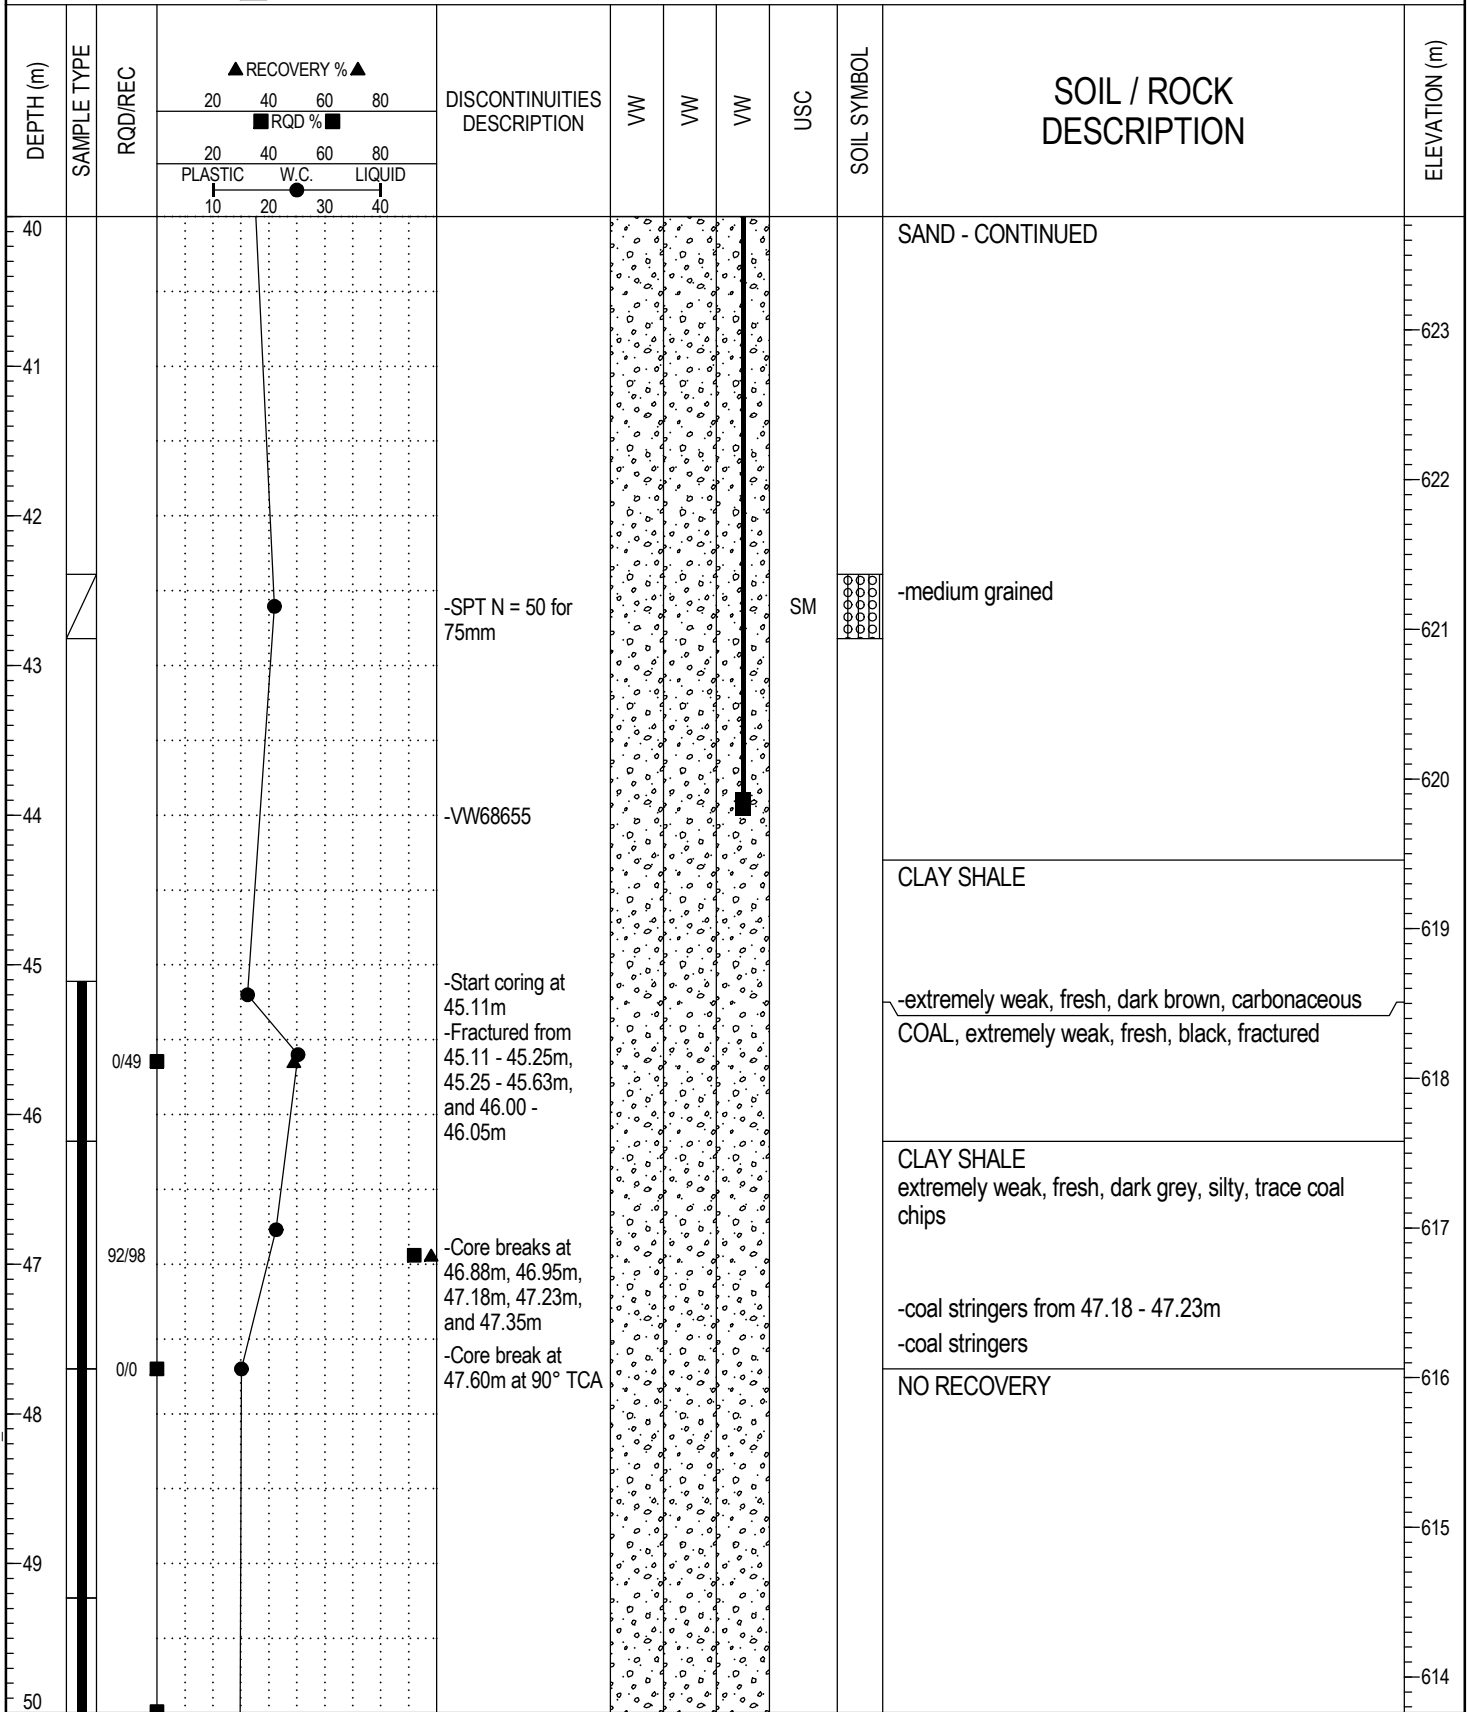 DEPTH (m)
SAMPLE TYPE
RQD/REC
▲ RECOVERY % ▲
20 40 60 80
■ RQD % ■
20 40 60 80
PLASTIC W.C. LIQUID
10 20 30 40
DISCONTINUITIES
DESCRIPTION
VW
VW
VW
USC
SOIL SYMBOL
SOIL / ROCK
DESCRIPTION
ELEVATION (m)
40
41
42
43
44
45
46
47
48
49
50
0/49
92/98
0/0
-SPT N = 50 for
75mm
-VW68655
-Start coring at
45.11m
-Fractured from
45.11 - 45.25m,
45.25 - 45.63m,
and 46.00 -
46.05m
-Core breaks at
46.88m, 46.95m,
47.18m, 47.23m,
and 47.35m
-Core break at
47.60m at 90° TCA
SM
SAND - CONTINUED
-medium grained
CLAY SHALE
-extremely weak, fresh, dark brown, carbonaceous
COAL, extremely weak, fresh, black, fractured
CLAY SHALE
extremely weak, fresh, dark grey, silty, trace coal
chips
-coal stringers from 47.18 - 47.23m
-coal stringers
NO RECOVERY
623
622
621
620
619
618
617
616
615
614